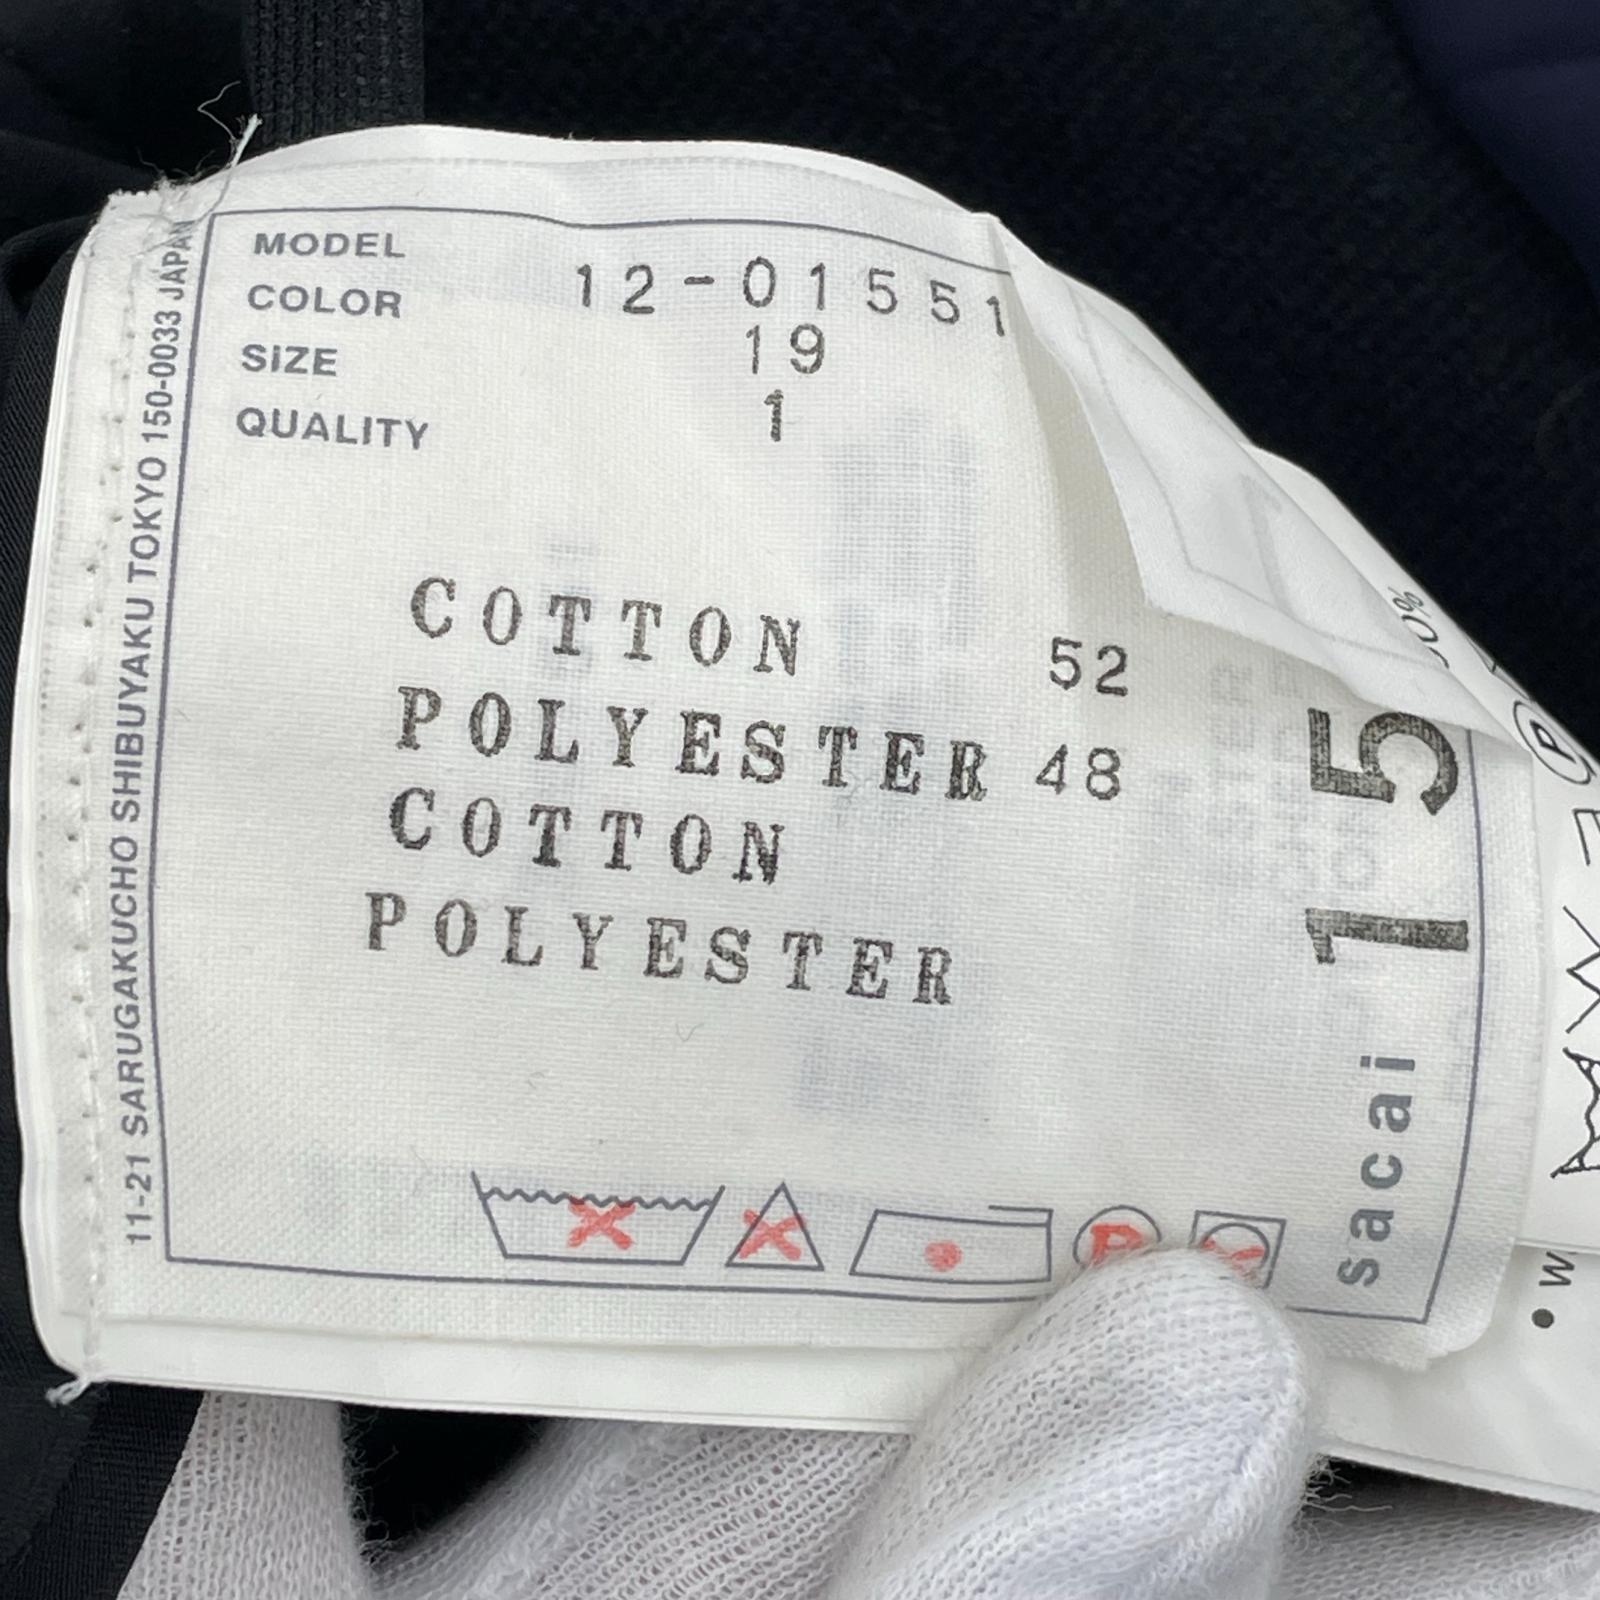 MODEL 12-01551
COLOR 19
SIZE 1
QUALITY
COTTON 52
POLYESTER 48
COTTON
POLYESTER
11-21 SARUGAKUCHO SHIBUYAKU TOKYO 150-0033 JAPAN
sacai 15
P
0%
P
• W